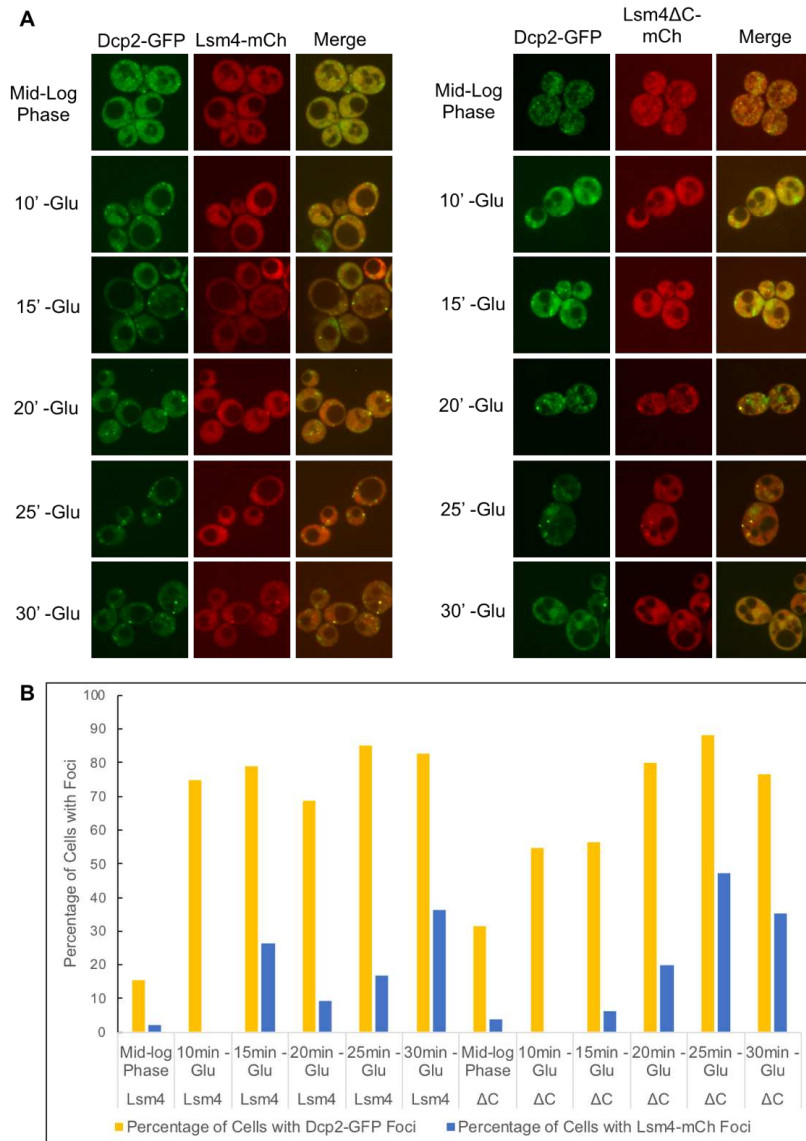 A
Dcp2-GFP Lsm4-mCh Merge
Dcp2-GFP Lsm4ΔC-mCh Merge
Mid-Log
Phase
Mid-Log
Phase
10' -Glu
10' -Glu
15' -Glu
15' -Glu
20' -Glu
20' -Glu
25' -Glu
25' -Glu
30' -Glu
30' -Glu
B
Percentage of Cells with Foci
100
90
80
70
60
50
40
30
20
10
0
Mid-log Phase 10min - Glu 15min - Glu 20min - Glu 25min - Glu 30min - Glu Mid-log Phase 10min - Glu 15min - Glu 20min - Glu 25min - Glu 30min - Glu
Lsm4 Lsm4 Lsm4 Lsm4 Lsm4 Lsm4 ΔC ΔC ΔC ΔC ΔC ΔC
Percentage of Cells with Dcp2-GFP Foci Percentage of Cells with Lsm4-mCh Foci